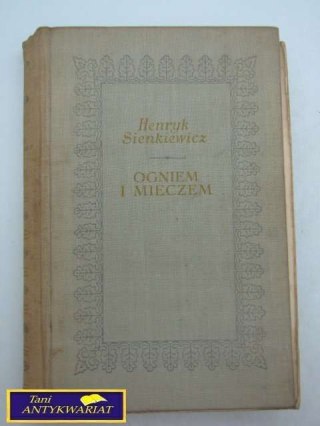 Henryk
Sienkiewicz
OGNIEM
I MIECZEM
Tani
ANTYKWARIAT